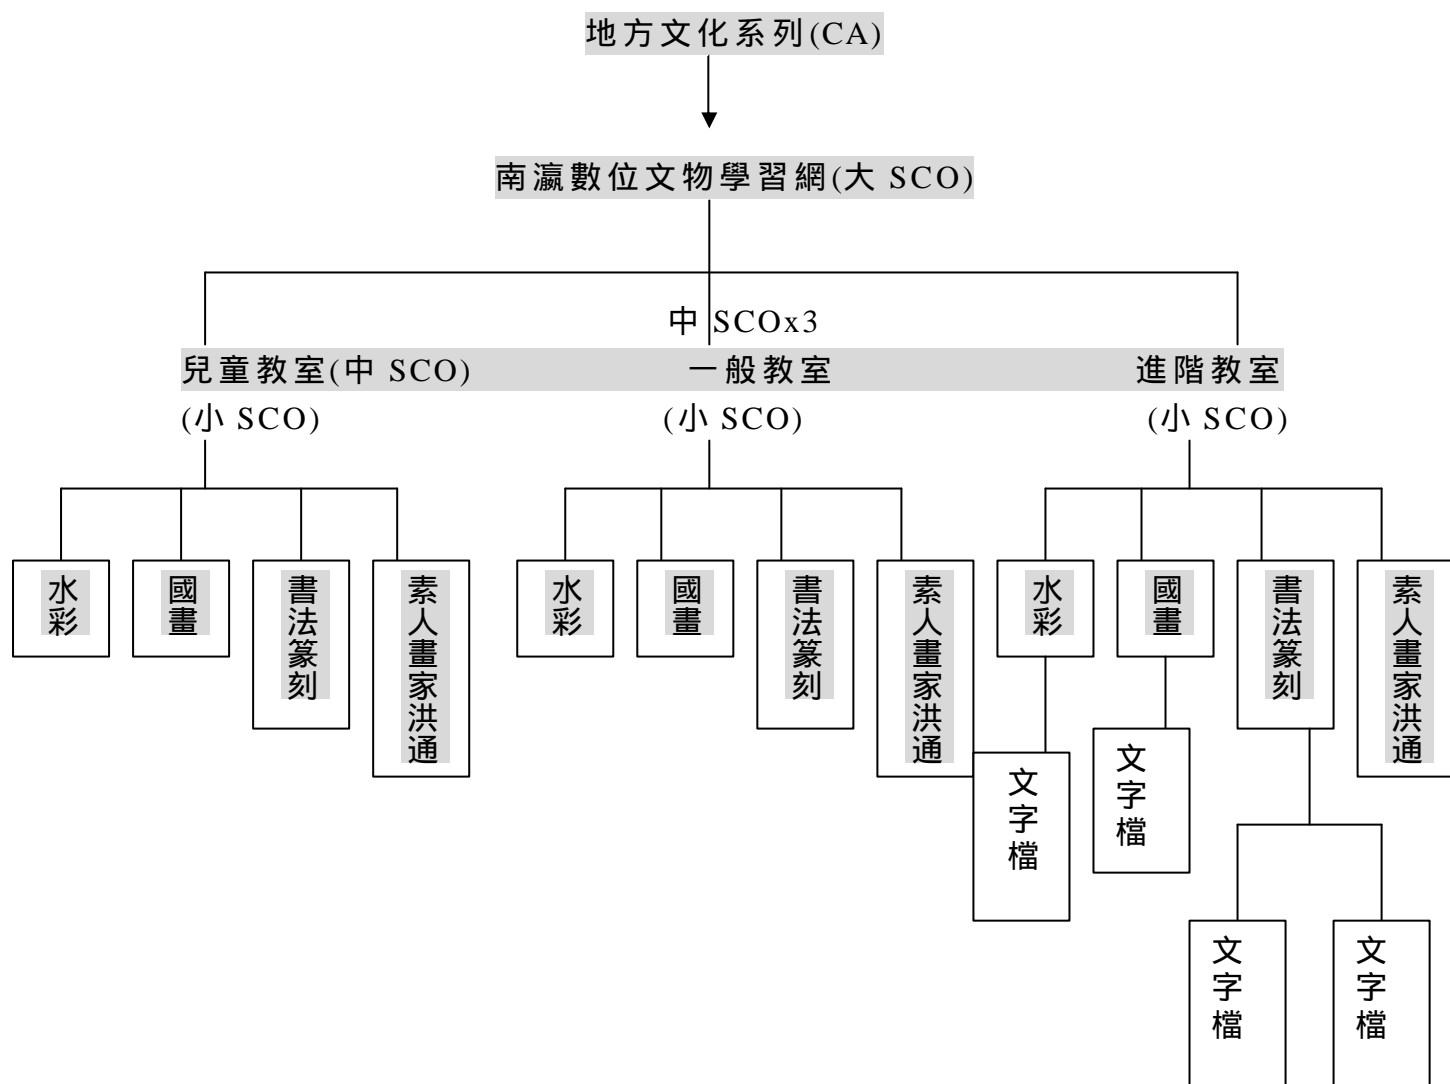 地方文化系列(CA)
南瀛數位文物學習網(大 SCO)
中 SCOx3
兒童教室(中 SCO)
一般教室
進階教室
(小 SCO)
(小 SCO)
(小 SCO)
水彩
國畫
書法篆刻
素人畫家洪通
水彩
國畫
書法篆刻
素人畫家洪通
水彩
國畫
書法篆刻
素人畫家洪通
文字檔
文字檔
文字檔
文字檔